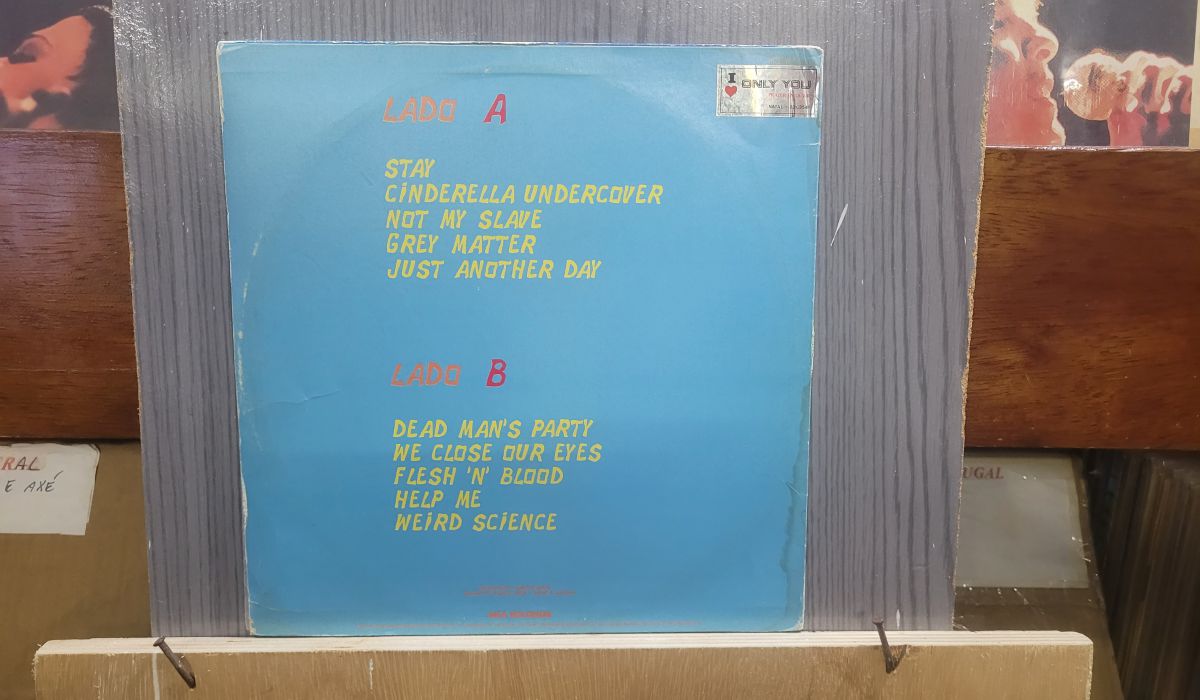 LADO A
I ONLY YOU
STAY
CINDERELLA UNDERCOVER
NOT MY SLAVE
GREY MATTER
JUST ANOTHER DAY
LADO B
DEAD MAN'S PARTY
WE CLOSE OUR EYES
FLESH 'N' BLOOD
HELP ME
WEIRD SCIENCE
RAL
E AXÉ
UGAL